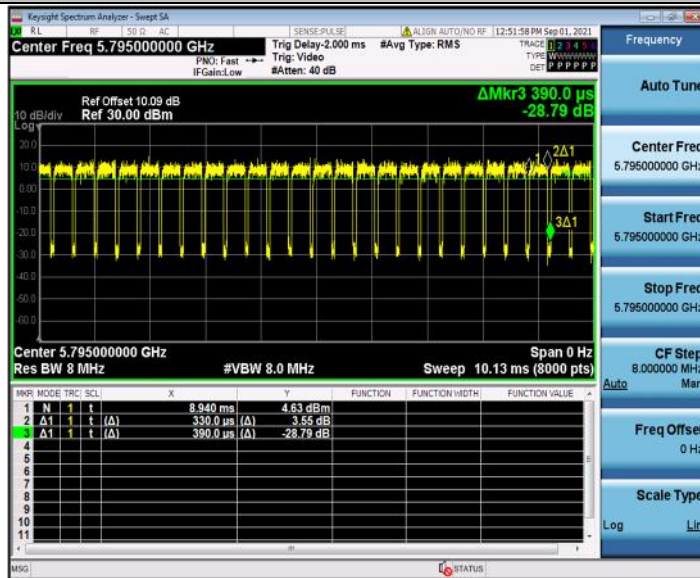 Keysight Spectrum Analyzer - Swept SA
RL RF 50 Ω AC SENSE:PULSE ALIGN AUTO/NO RF 12:51:58 PM Sep 01, 2021
Center Freq 5.795000000 GHz
Trig Delay-2.000 ms #Avg Type: RMS
TRACE 1 2 3 4 5 6
PNO: Fast Trig: Video
TYPE
IFGain:Low #Atten: 40 dB
DET P P P P P P
ΔMkr3 390.0 µs
-28.79 dB
Ref Offset 10.09 dB
10 dB/div Ref 30.00 dBm
Log
20.0
10.0
0.00
-10.0
-20.0
-30.0
-40.0
-50.0
-60.0
1
2Δ1
3Δ1
Center 5.795000000 GHz Span 0 Hz
Res BW 8 MHz #VBW 8.0 MHz Sweep 10.13 ms (8000 pts)
MKR MODE TRC SCL X Y FUNCTION FUNCTION WIDTH FUNCTION VALUE
1 N 1 t 8.940 ms 4.63 dBm
2 Δ1 1 t (Δ) 330.0 µs (Δ) 3.55 dB
3 Δ1 1 t (Δ) 390.0 µs (Δ) -28.79 dB
4
5
6
7
8
9
10
11
MSG STATUS
Frequency
Auto Tune
Center Freq
5.795000000 GHz
Start Freq
5.795000000 GHz
Stop Freq
5.795000000 GHz
CF Step
8.000000 MHz
Auto Man
Freq Offset
0 Hz
Scale Type
Log Lin